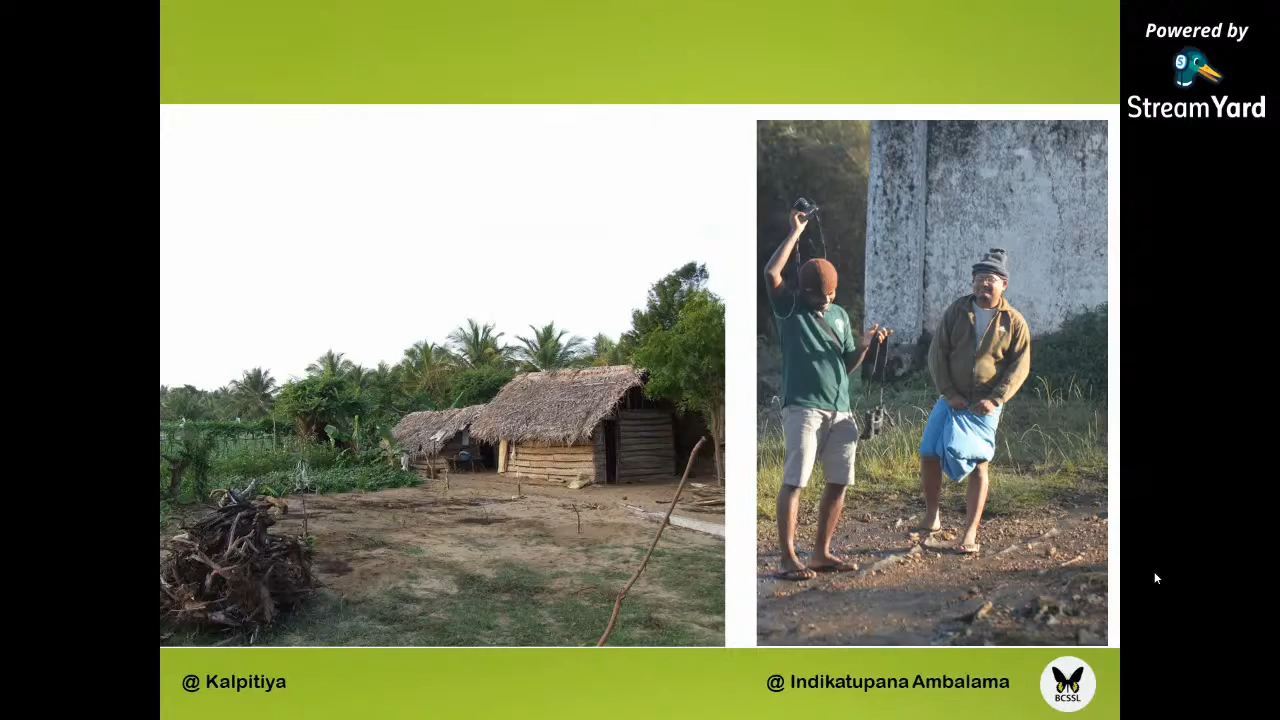 Powered by
S
StreamYard
@ Kalpitiya
@ Indikatupana Ambalama
BCSSL